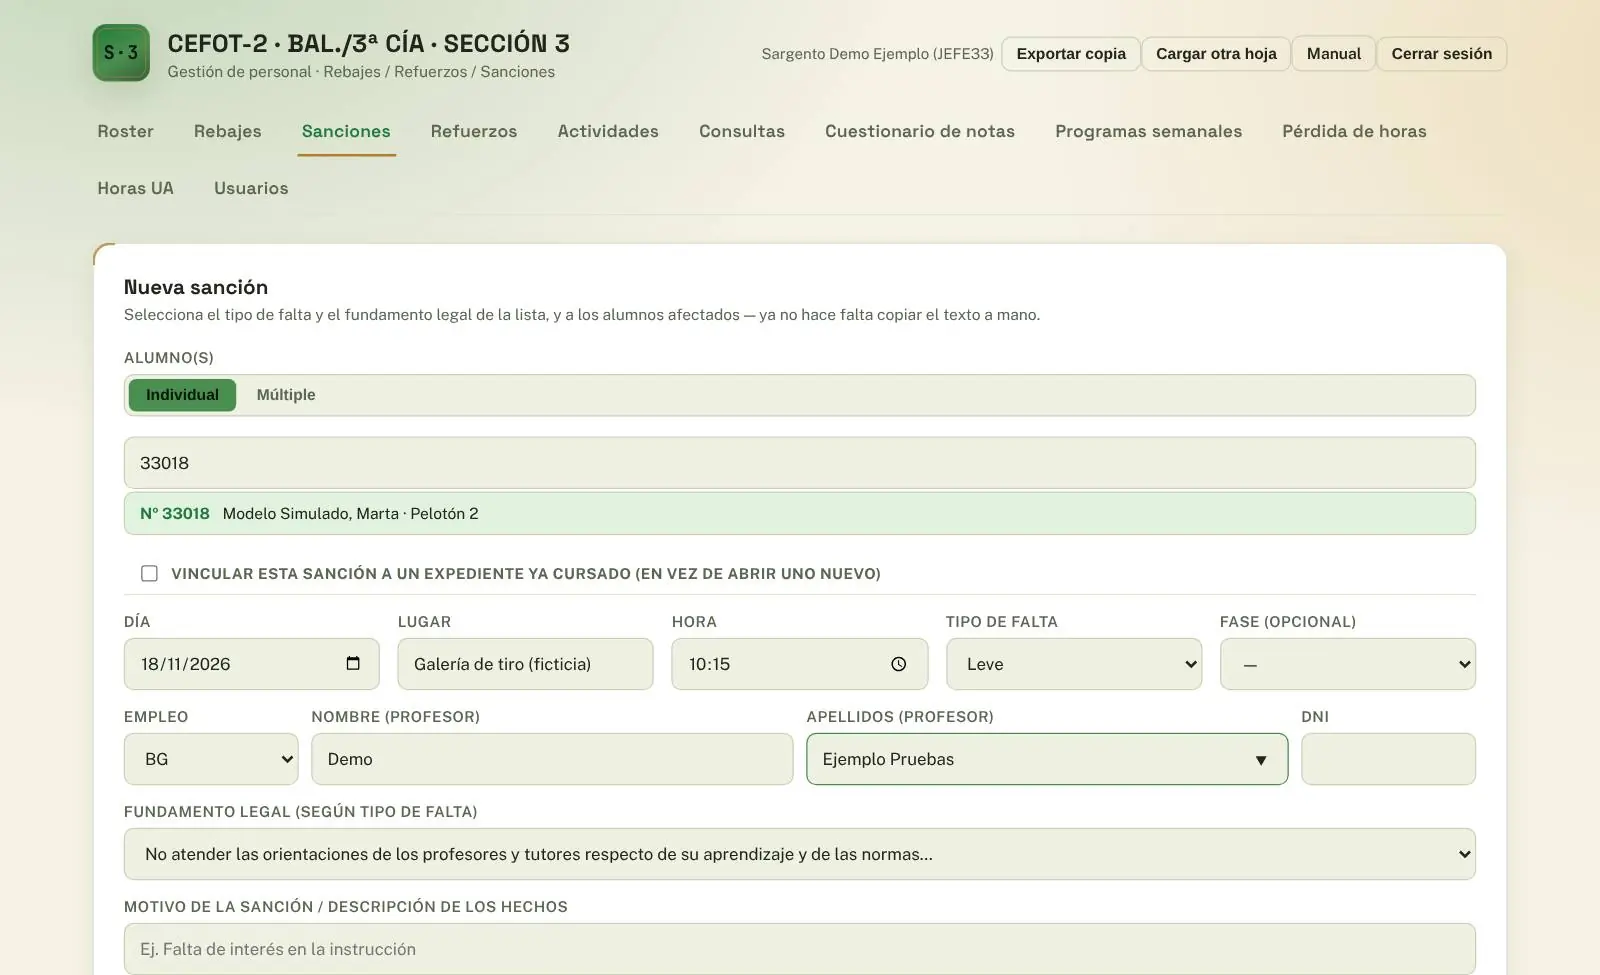 S·3
CEFOT-2 · BAL./3ª CÍA · SECCIÓN 3
Gestión de personal · Rebajes / Refuerzos / Sanciones
Sargento Demo Ejemplo (JEFE33)
Exportar copia
Cargar otra hoja
Manual
Cerrar sesión
Roster
Rebajes
Sanciones
Refuerzos
Actividades
Consultas
Cuestionario de notas
Programas semanales
Pérdida de horas
Horas UA
Usuarios
Nueva sanción
Selecciona el tipo de falta y el fundamento legal de la lista, y a los alumnos afectados — ya no hace falta copiar el texto a mano.
ALUMNO(S)
Individual
Múltiple
33018
Nº 33018 Modelo Simulado, Marta · Pelotón 2
VINCULAR ESTA SANCIÓN A UN EXPEDIENTE YA CURSADO (EN VEZ DE ABRIR UNO NUEVO)
DÍA
LUGAR
HORA
TIPO DE FALTA
FASE (OPCIONAL)
18/11/2026
Galería de tiro (ficticia)
10:15
Leve
—
EMPLEO
NOMBRE (PROFESOR)
APELLIDOS (PROFESOR)
DNI
BG
Demo
Ejemplo Pruebas
FUNDAMENTO LEGAL (SEGÚN TIPO DE FALTA)
No atender las orientaciones de los profesores y tutores respecto de su aprendizaje y de las normas...
MOTIVO DE LA SANCIÓN / DESCRIPCIÓN DE LOS HECHOS
Ej. Falta de interés en la instrucción